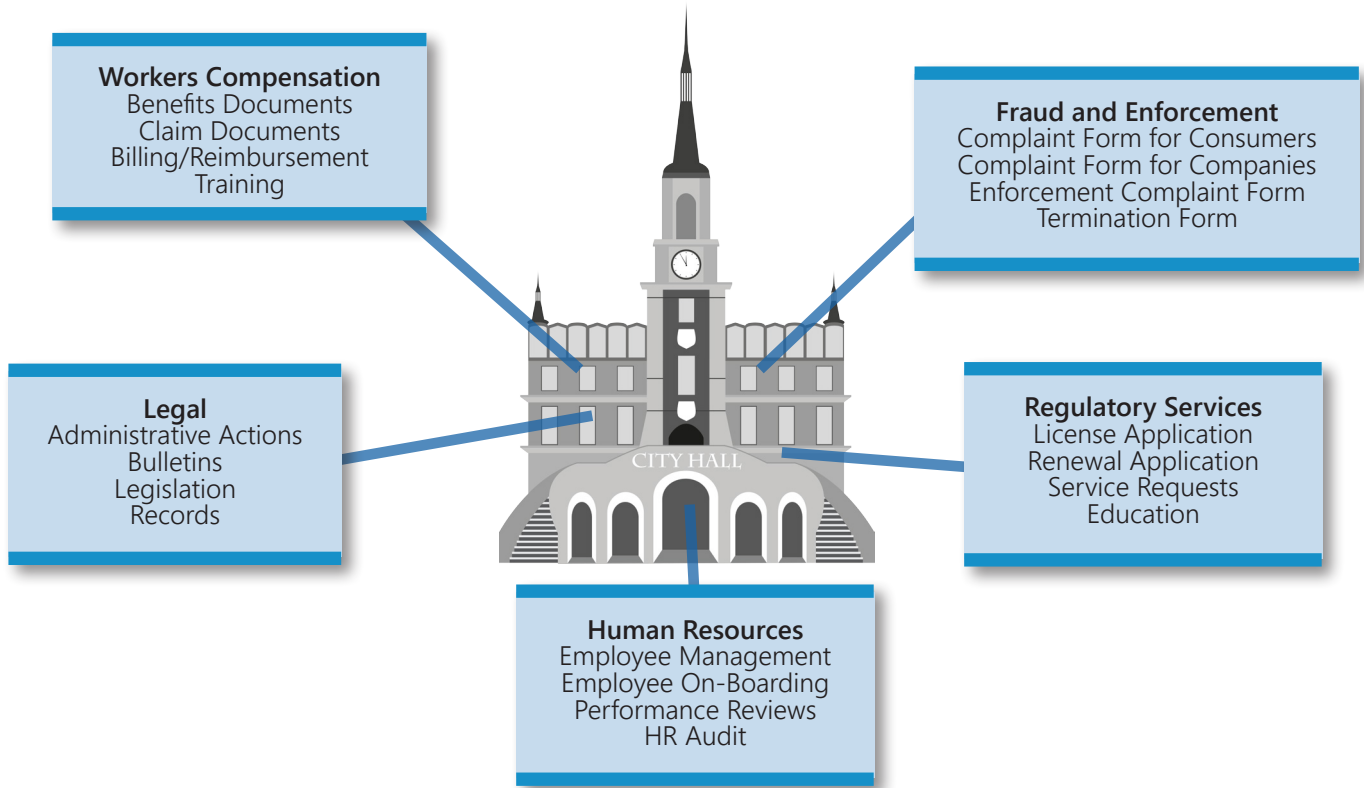 Workers Compensation
Benefits Documents
Claim Documents
Billing/Reimbursement
Training
Fraud and Enforcement
Complaint Form for Consumers
Complaint Form for Companies
Enforcement Complaint Form
Termination Form
Legal
Administrative Actions
Bulletins
Legislation
Records
CITY HALL
Regulatory Services
License Application
Renewal Application
Service Requests
Education
Human Resources
Employee Management
Employee On-Boarding
Performance Reviews
HR Audit